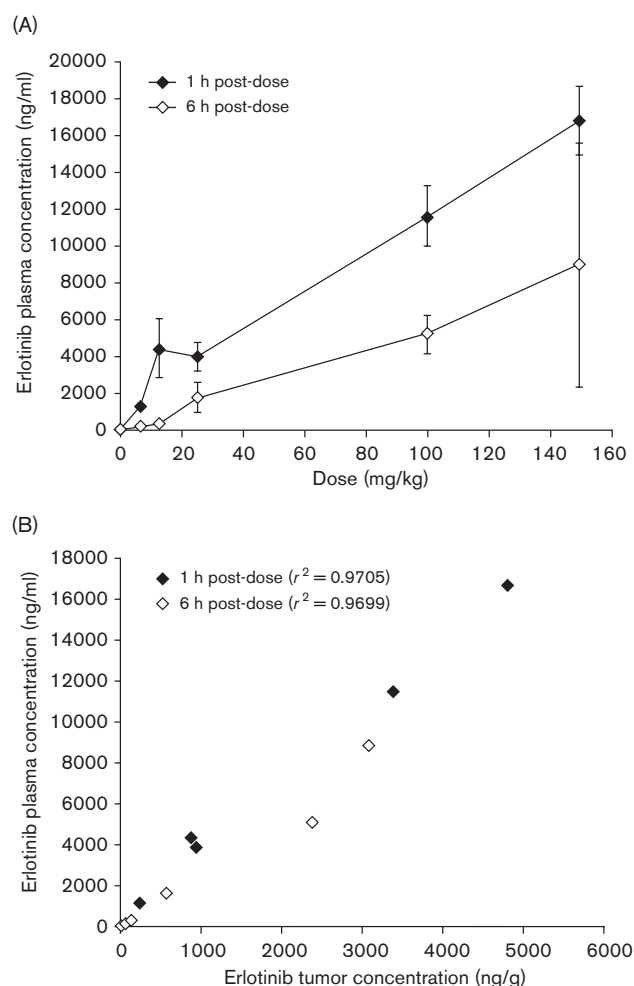 (A)
20000
18000
16000
14000
12000
10000
8000
6000
4000
2000
0
Erlotinib plasma concentration (ng/ml)
1 h post-dose
6 h post-dose
0 20 40 60 80 100 120 140 160
Dose (mg/kg)
(B)
18000
16000
14000
12000
10000
8000
6000
4000
2000
0
Erlotinib plasma concentration (ng/ml)
1 h post-dose (r² = 0.9705)
6 h post-dose (r² = 0.9699)
0 1000 2000 3000 4000 5000 6000
Erlotinib tumor concentration (ng/g)